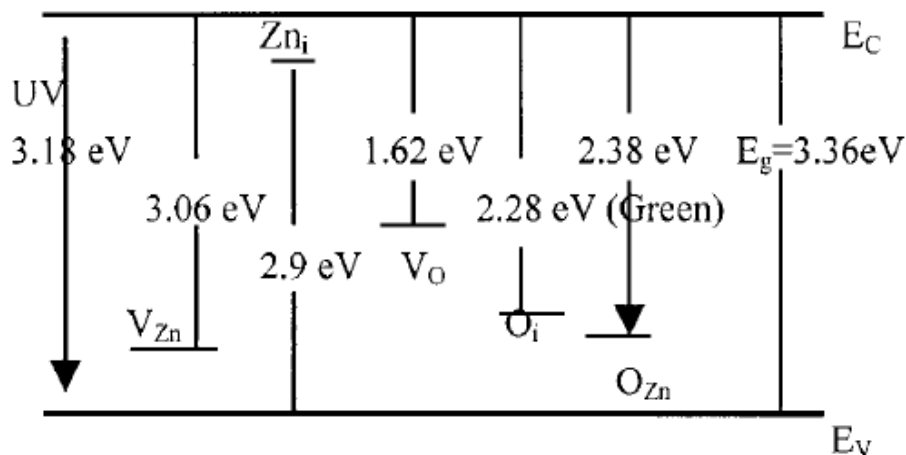 Zn_i E_C
UV
3.18 eV 1.62 eV 2.38 eV E_g=3.36eV
3.06 eV 2.28 eV (Green)
2.9 eV V_O
V_Zn O_i
O_Zn
E_V